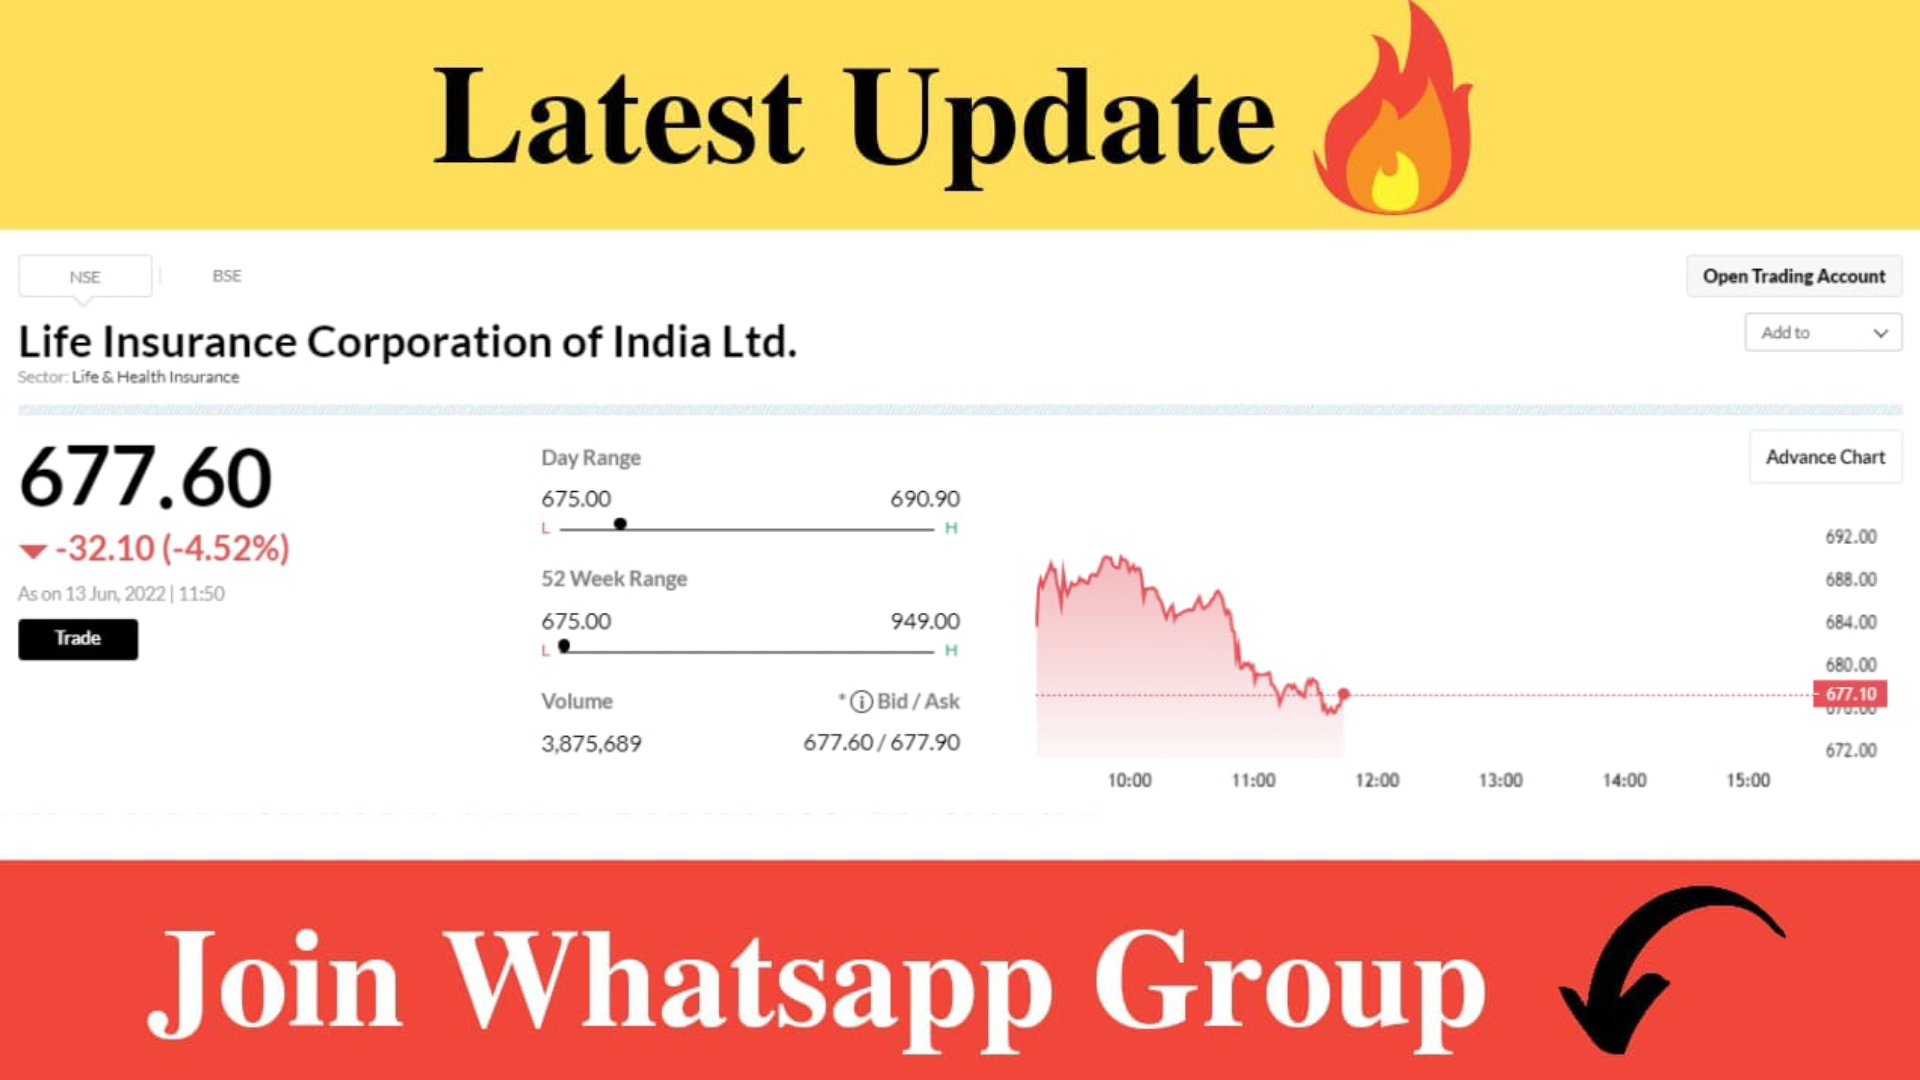 Latest Update
NSE
BSE
Open Trading Account
Life Insurance Corporation of India Ltd.
Add to
Sector: Life & Health Insurance
677.60
-32.10 (-4.52%)
As on 13 Jun, 2022 | 11:50
Trade
Day Range
675.00 690.90
L H
52 Week Range
675.00 949.00
L H
Volume * i Bid / Ask
3,875,689 677.60 / 677.90
Advance Chart
692.00
688.00
684.00
680.00
677.10
672.00
10:00 11:00 12:00 13:00 14:00 15:00
Join Whatsapp Group